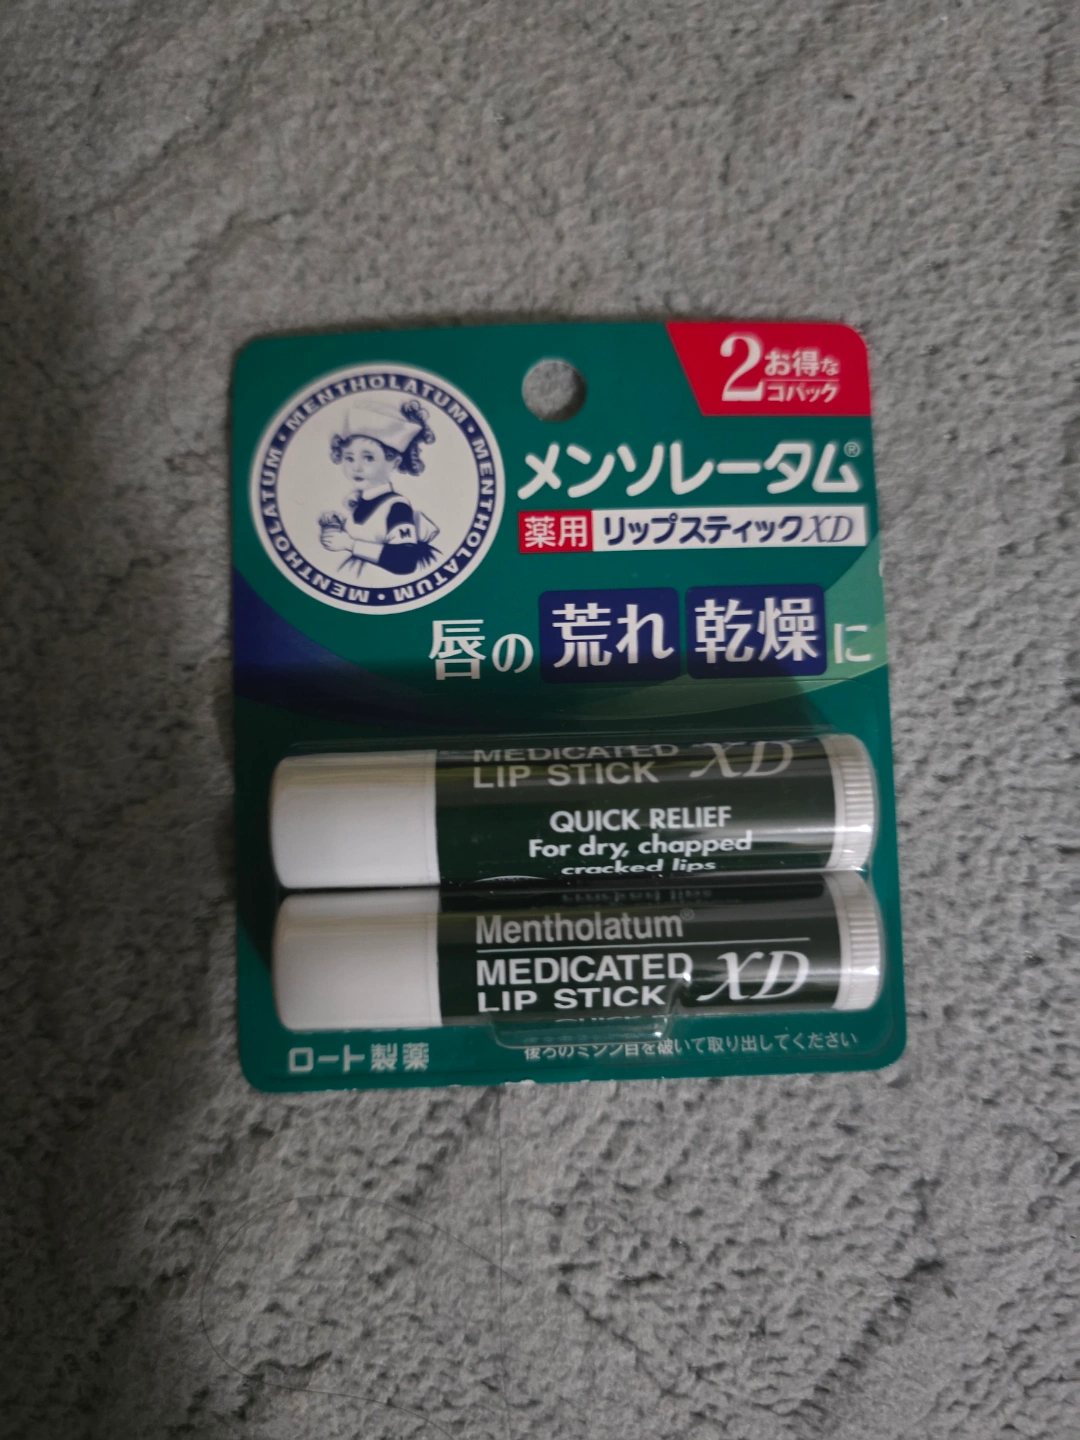 2お得な
コパック
MENTHOLATUM・MENTHOLATUM・MENTHOLATUM・MENTHOLATUM・
M
メンソレータム®
薬用 リップスティックXD
唇の荒れ 乾燥に
MEDICATED
LIP STICK XD
QUICK RELIEF
For dry, chapped
cracked lips
Mentholatum®
MEDICATED
LIP STICK XD
ロート製薬
後ろのミシン目を破いて取り出してください